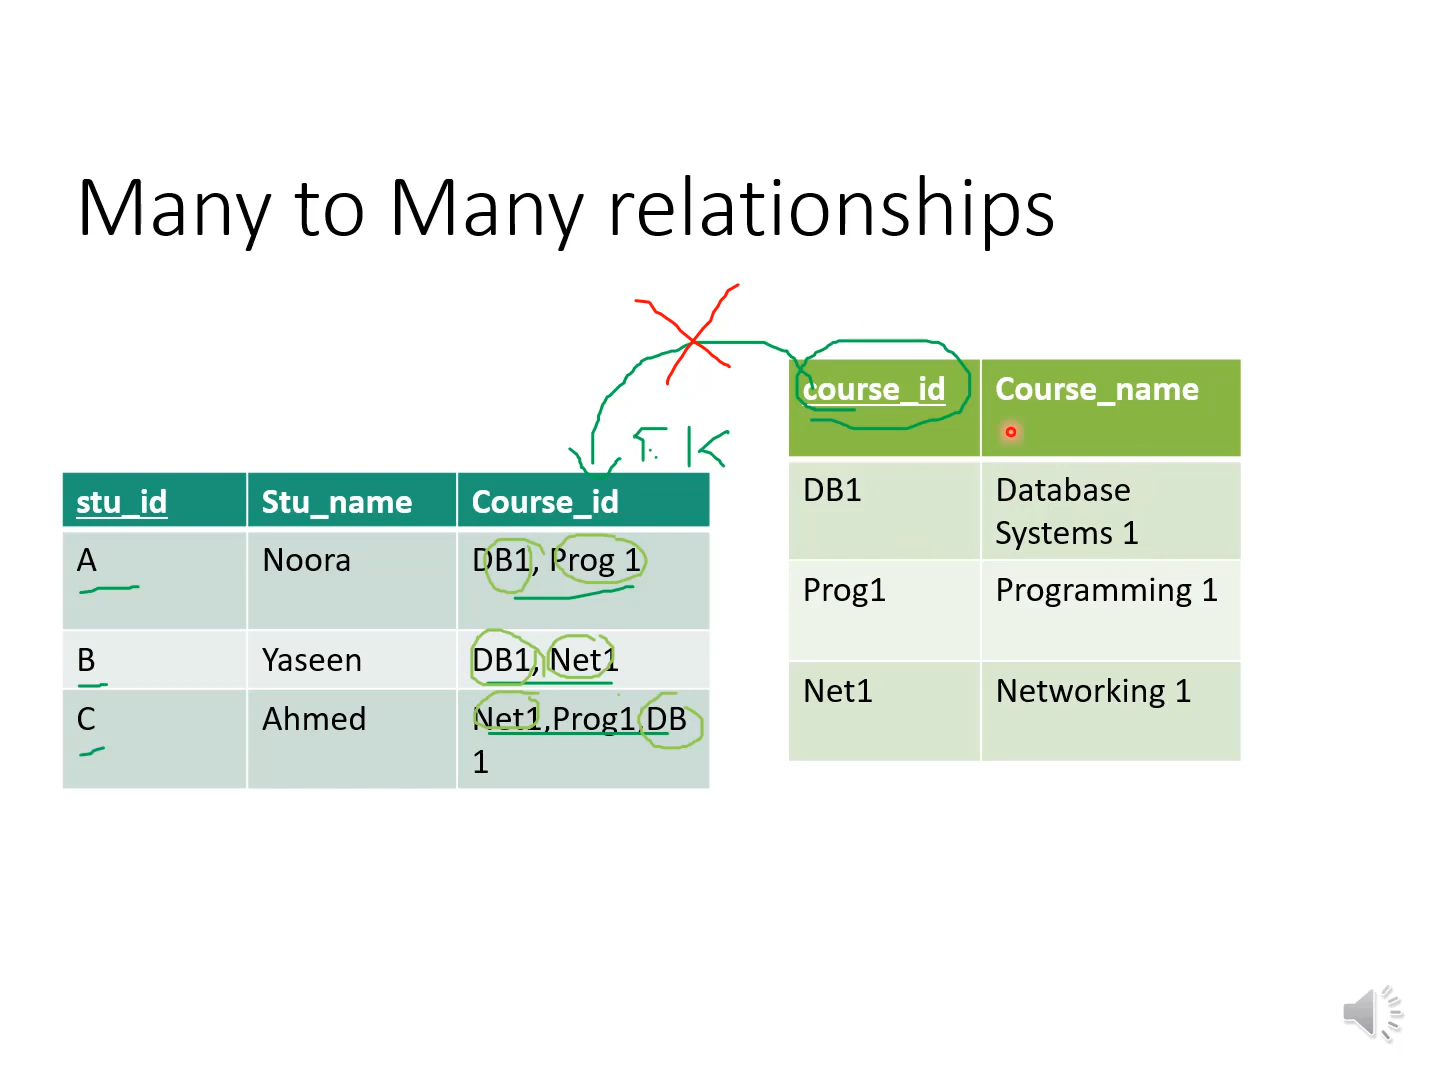 Many to Many relationships
FK
course_id Course_name
DB1 Database
Systems 1
Prog1 Programming 1
Net1 Networking 1
stu_id Stu_name Course_id
A Noora DB1, Prog 1
B Yaseen DB1, Net1
C Ahmed Net1,Prog1,DB
1